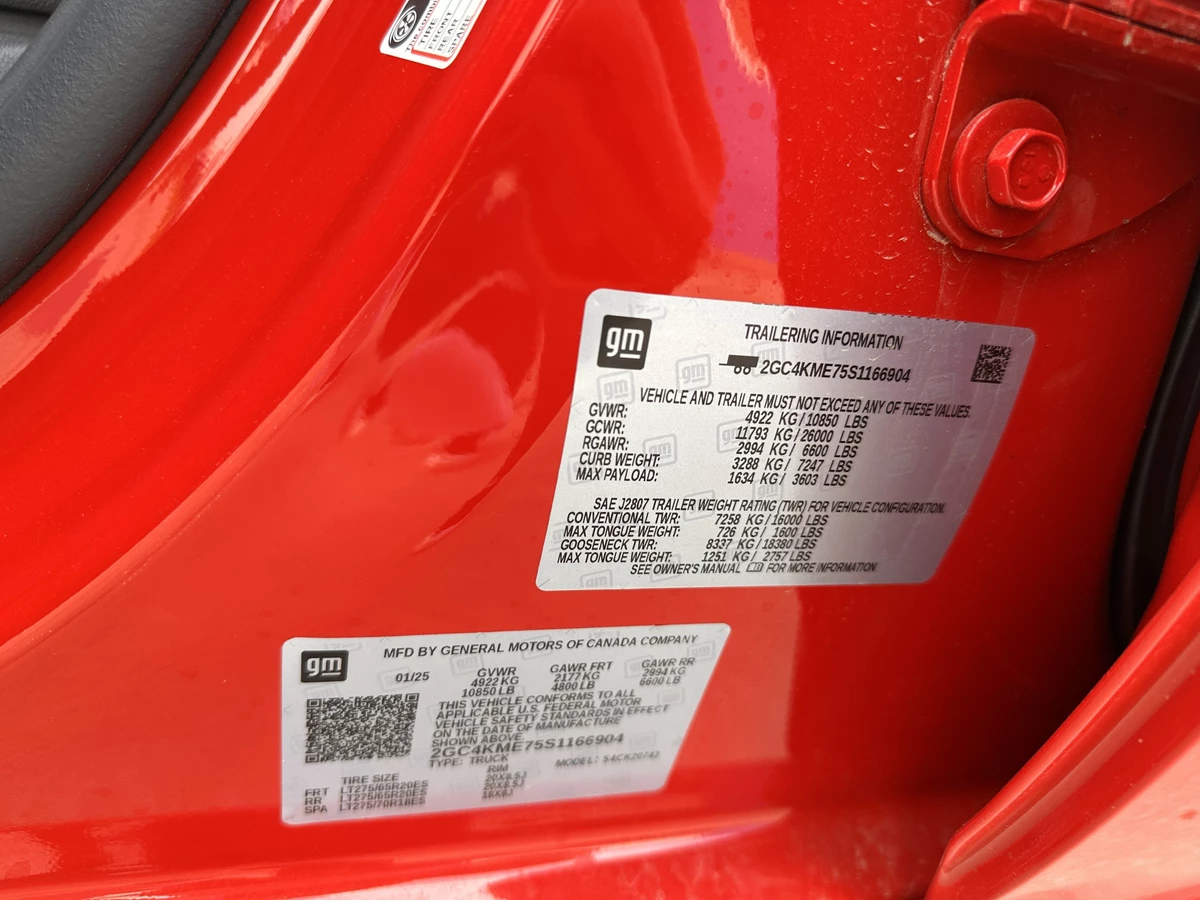 TIRE
FRONT
REAR
SPARE
gm
TRAILERING INFORMATION
2GC4KME75S1166904
VEHICLE AND TRAILER MUST NOT EXCEED ANY OF THESE VALUES.
GVWR: 4922 KG / 10850 LBS
GCWR: 11793 KG / 26000 LBS
RGAWR: 2994 KG / 6600 LBS
CURB WEIGHT: 3288 KG / 7247 LBS
MAX PAYLOAD: 1634 KG / 3603 LBS
SAE J2807 TRAILER WEIGHT RATING (TWR) FOR VEHICLE CONFIGURATION.
CONVENTIONAL TWR: 7258 KG / 16000 LBS
MAX TONGUE WEIGHT: 726 KG / 1600 LBS
GOOSENECK TWR: 8337 KG / 18380 LBS
MAX TONGUE WEIGHT: 1251 KG / 2757 LBS
SEE OWNER'S MANUAL FOR MORE INFORMATION
gm
MFD BY GENERAL MOTORS OF CANADA COMPANY
01/25 GVWR GAWR FRT GAWR RR
4922 KG 2177 KG 2994 KG
10850 LB 4800 LB 6600 LB
THIS VEHICLE CONFORMS TO ALL
APPLICABLE U.S. FEDERAL MOTOR
VEHICLE SAFETY STANDARDS IN EFFECT
ON THE DATE OF MANUFACTURE
SHOWN ABOVE.
2GC4KME75S1166904
TYPE: TRUCK MODEL: S4CK20743
TIRE SIZE RIM
FRT LT275/65R20ES 20X8.5J
RR LT275/65R20ES 20X8.5J
SPA LT275/70R18ES 18X8J